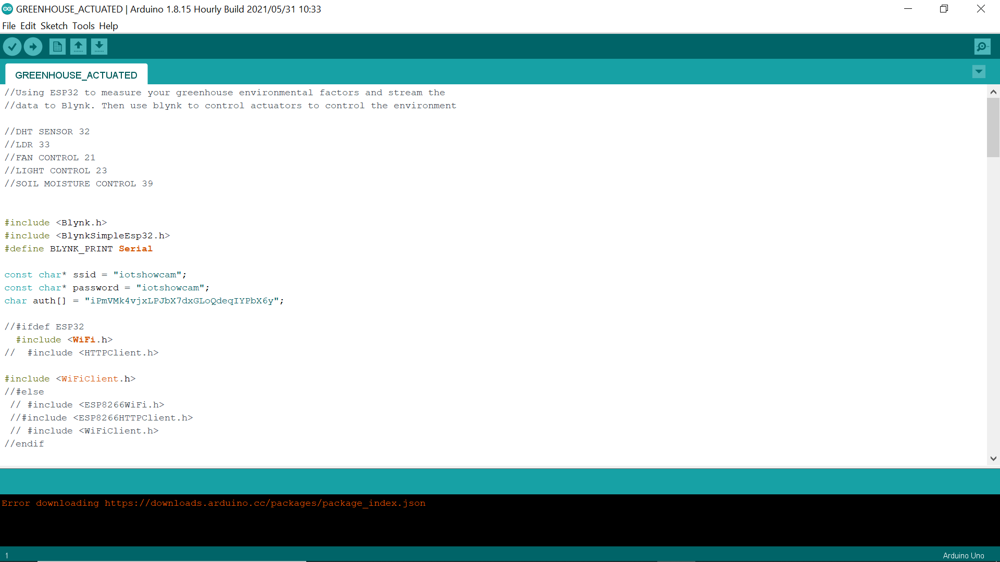 GREENHOUSE_ACTUATED | Arduino 1.8.15 Hourly Build 2021/05/31 10:33
File Edit Sketch Tools Help
GREENHOUSE_ACTUATED
//Using ESP32 to measure your greenhouse environmental factors and stream the
//data to Blynk. Then use blynk to control actuators to control the environment
//DHT SENSOR 32
//LDR 33
//FAN CONTROL 21
//LIGHT CONTROL 23
//SOIL MOISTURE CONTROL 39
#include <Blynk.h>
#include <BlynkSimpleEsp32.h>
#define BLYNK_PRINT Serial
const char* ssid = "iotshowcam";
const char* password = "iotshowcam";
char auth[] = "iPmVMk4vjxLPJbX7dxGLoQdeqIYPbX6y";
//#ifdef ESP32
  #include <WiFi.h>
//  #include <HTTPClient.h>
#include <WiFiClient.h>
//#else
 // #include <ESP8266WiFi.h>
 //#include <ESP8266HTTPClient.h>
 // #include <WiFiClient.h>
//endif
Error downloading https://downloads.arduino.cc/packages/package_index.json
1
Arduino Uno